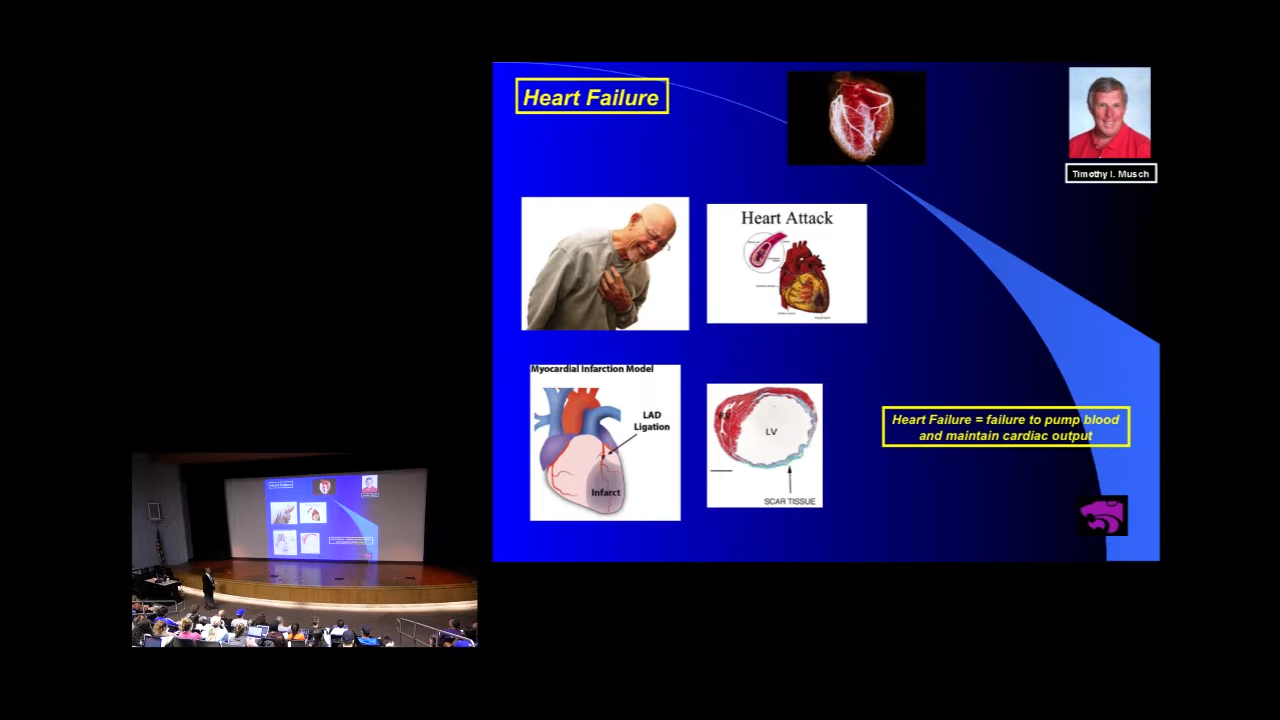 Heart Failure
Timothy I. Musch
Heart Attack
Myocardial Infarction Model
LAD
Ligation
Infarct
RV
LV
SCAR TISSUE
Heart Failure = failure to pump blood
and maintain cardiac output